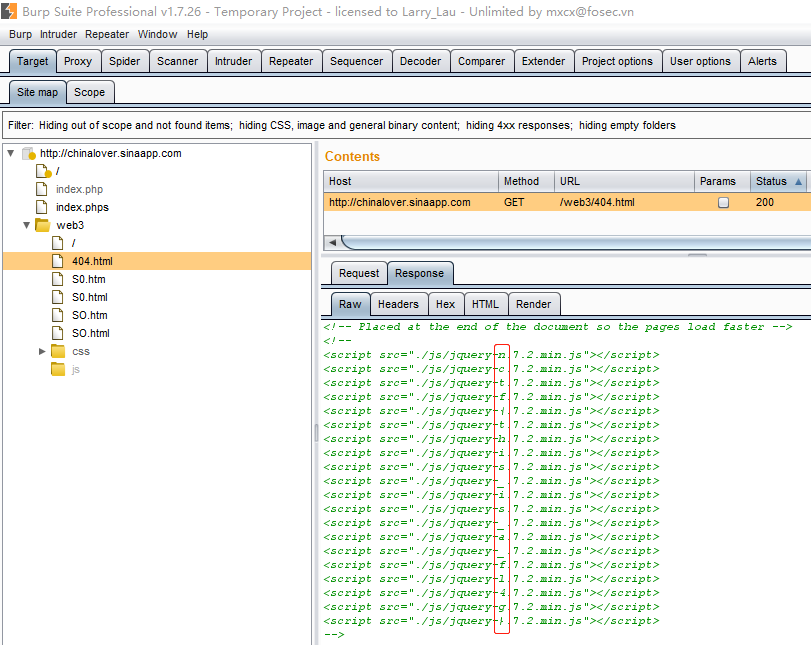 Burp Suite Professional v1.7.26 - Temporary Project - licensed to Larry_Lau - Unlimited by mxcx@fosec.vn
Burp Intruder Repeater Window Help
Target Proxy Spider Scanner Intruder Repeater Sequencer Decoder Comparer Extender Project options User options Alerts
Site map Scope
Filter: Hiding out of scope and not found items; hiding CSS, image and general binary content; hiding 4xx responses; hiding empty folders
http://chinalover.sinaapp.com
/
index.php
index.phps
web3
/
404.html
S0.htm
S0.html
SO.htm
SO.html
css
js
Contents
Host Method URL Params Status
http://chinalover.sinaapp.com GET /web3/404.html 200
Request Response
Raw Headers Hex HTML Render
<!-- Placed at the end of the document so the pages load faster -->
<!--
<script src="./js/jquery-n.7.2.min.js"></script>
<script src="./js/jquery-c.7.2.min.js"></script>
<script src="./js/jquery-t.7.2.min.js"></script>
<script src="./js/jquery-f.7.2.min.js"></script>
<script src="./js/jquery-{.7.2.min.js"></script>
<script src="./js/jquery-t.7.2.min.js"></script>
<script src="./js/jquery-h.7.2.min.js"></script>
<script src="./js/jquery-i.7.2.min.js"></script>
<script src="./js/jquery-s.7.2.min.js"></script>
<script src="./js/jquery-_.7.2.min.js"></script>
<script src="./js/jquery-i.7.2.min.js"></script>
<script src="./js/jquery-s.7.2.min.js"></script>
<script src="./js/jquery-_.7.2.min.js"></script>
<script src="./js/jquery-a.7.2.min.js"></script>
<script src="./js/jquery-_.7.2.min.js"></script>
<script src="./js/jquery-f.7.2.min.js"></script>
<script src="./js/jquery-l.7.2.min.js"></script>
<script src="./js/jquery-4.7.2.min.js"></script>
<script src="./js/jquery-g.7.2.min.js"></script>
<script src="./js/jquery-}.7.2.min.js"></script>
-->